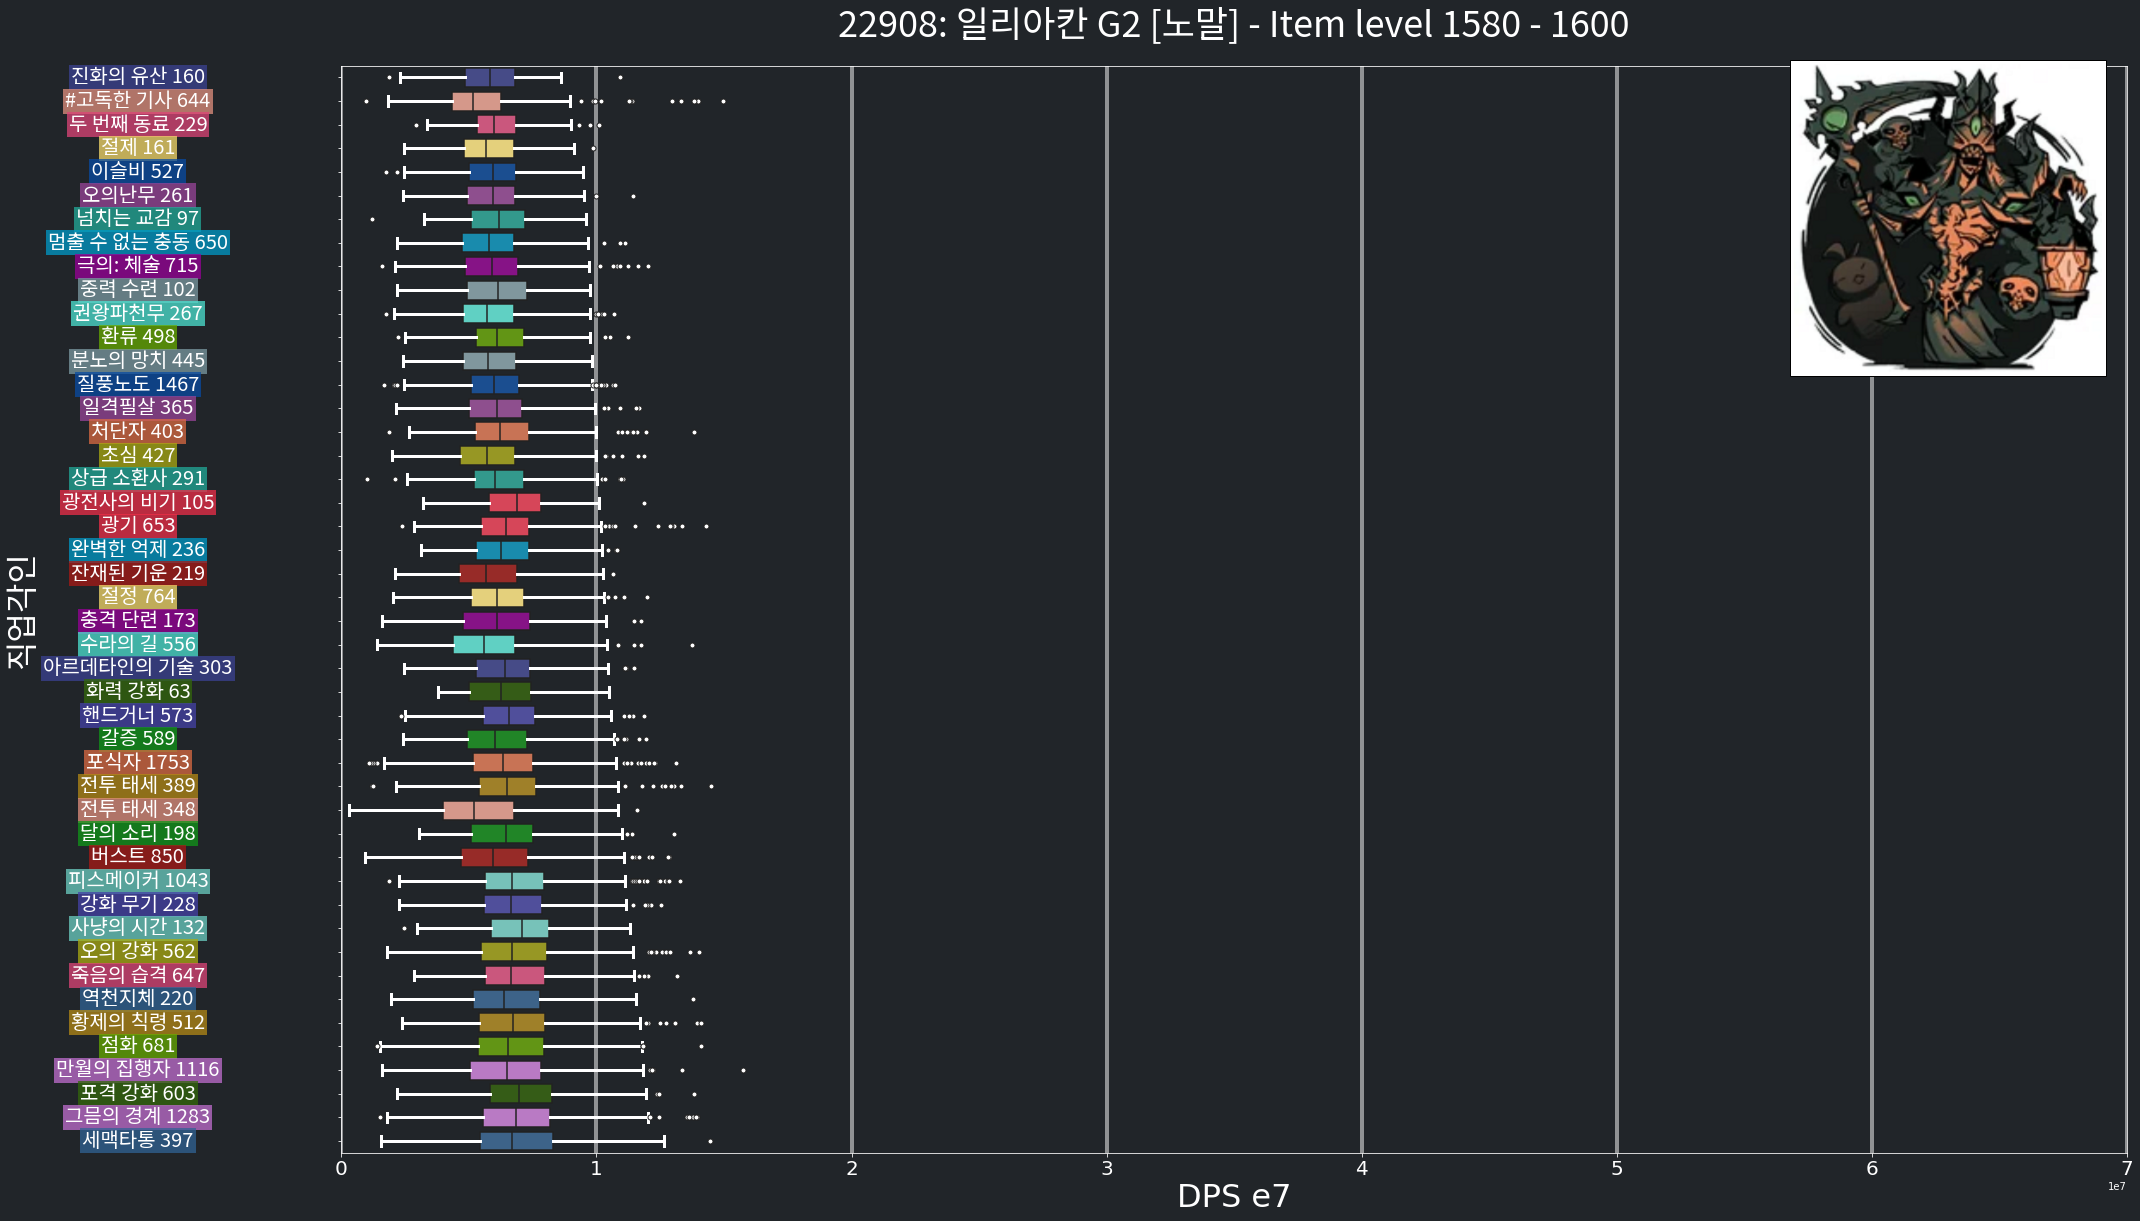 22908: 일리아칸 G2 [노말] - Item level 1580 - 1600
직업각인
진화의 유산 160
#고독한 기사 644
두 번째 동료 229
절제 161
이슬비 527
오의난무 261
넘치는 교감 97
멈출 수 없는 충동 650
극의: 체술 715
중력 수련 102
권왕파천무 267
환류 498
분노의 망치 445
질풍노도 1467
일격필살 365
처단자 403
초심 427
상급 소환사 291
광전사의 비기 105
광기 653
완벽한 억제 236
잔재된 기운 219
절정 764
충격 단련 173
수라의 길 556
아르데타인의 기술 303
화력 강화 63
핸드거너 573
갈증 589
포식자 1753
전투 태세 389
전투 태세 348
달의 소리 198
버스트 850
피스메이커 1043
강화 무기 228
사냥의 시간 132
오의 강화 562
죽음의 습격 647
역천지체 220
황제의 칙령 512
점화 681
만월의 집행자 1116
포격 강화 603
그믐의 경계 1283
세맥타통 397
0 1 2 3 4 5 6 7
1e7
DPS e7